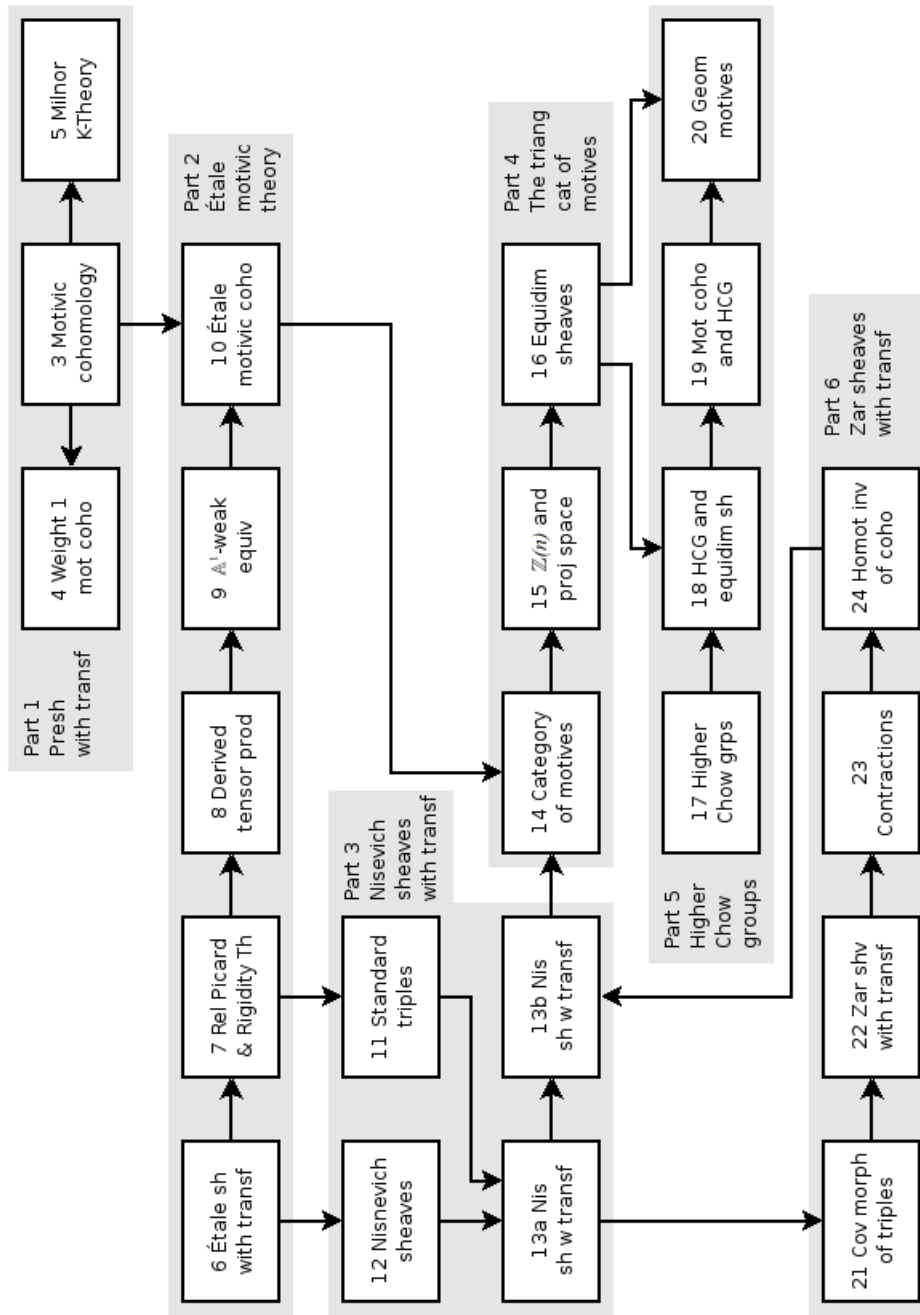 Part 1
Presh
with transf
4 Weight 1
mot coho
3 Motivic
cohomology
5 Milnor
K-Theory
6 Étale sh
with transf
7 Rel Picard
& Rigidity Th
8 Derived
tensor prod
9 𝔸¹-weak
equiv
10 Étale
motivic coho
Part 2
Étale
motivic
theory
12 Nisnevich
sheaves
11 Standard
triples
Part 3
Nisevich
sheaves
with transf
13a Nis
sh w transf
13b Nis
sh w transf
14 Category
of motives
15 ℤ(n) and
proj space
16 Equidim
sheaves
Part 4
The triang
cat of
motives
Part 5
Higher
Chow
groups
17 Higher
Chow grps
18 HCG and
equidim sh
19 Mot coho
and HCG
20 Geom
motives
21 Cov morph
of triples
22 Zar shv
with transf
23
Contractions
24 Homot inv
of coho
Part 6
Zar sheaves
with transf